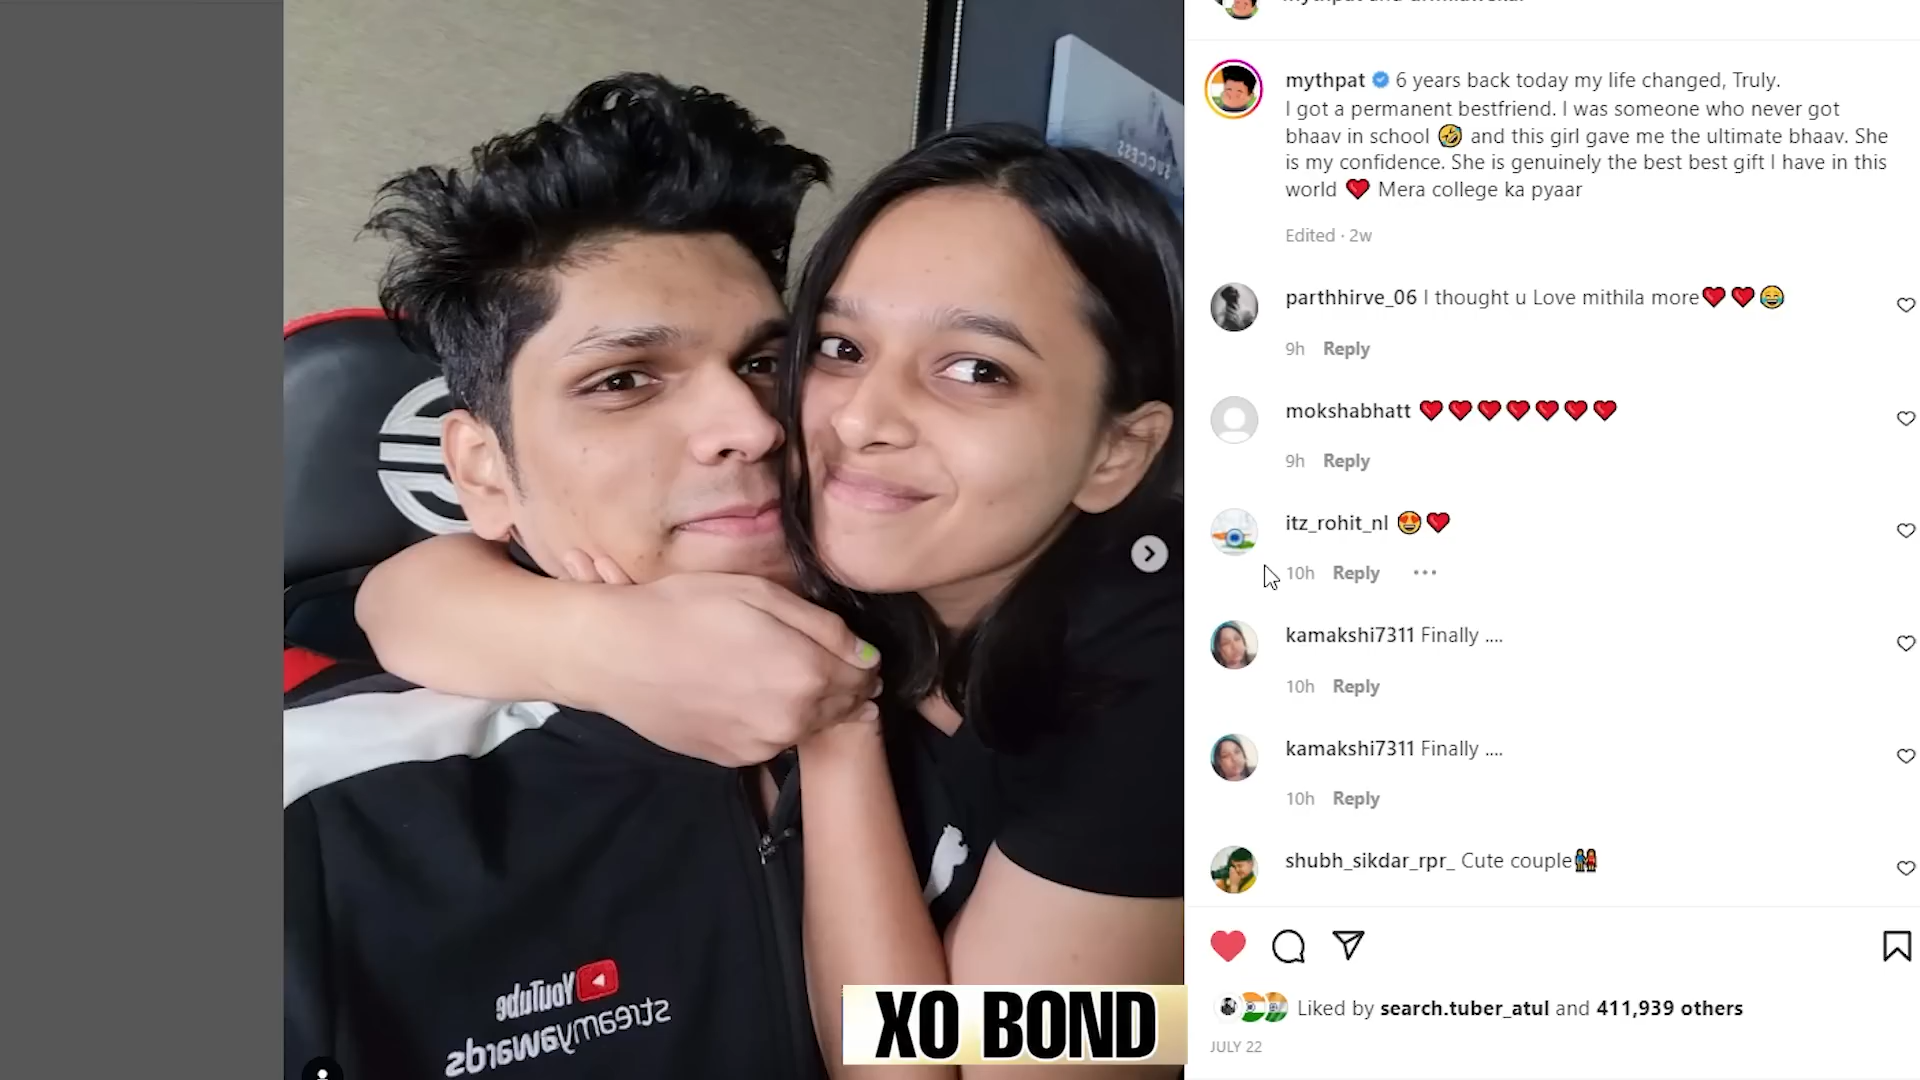 SUCCESS
YouTube
streamyawards
XO BOND
mythpat 6 years back today my life changed, Truly.
I got a permanent bestfriend. I was someone who never got
bhaav in school 🤣 and this girl gave me the ultimate bhaav. She
is my confidence. She is genuinely the best best gift I have in this
world ❤️ Mera college ka pyaar
Edited · 2w
parthhirve_06 I thought u Love mithila more❤️❤️😂
9h Reply
mokshabhatt ❤️❤️❤️❤️❤️❤️❤️
9h Reply
itz_rohit_nl 😍❤️
10h Reply •••
kamakshi7311 Finally ....
10h Reply
kamakshi7311 Finally ....
10h Reply
shubh_sikdar_rpr_ Cute couple👫
Liked by search.tuber_atul and 411,939 others
JULY 22